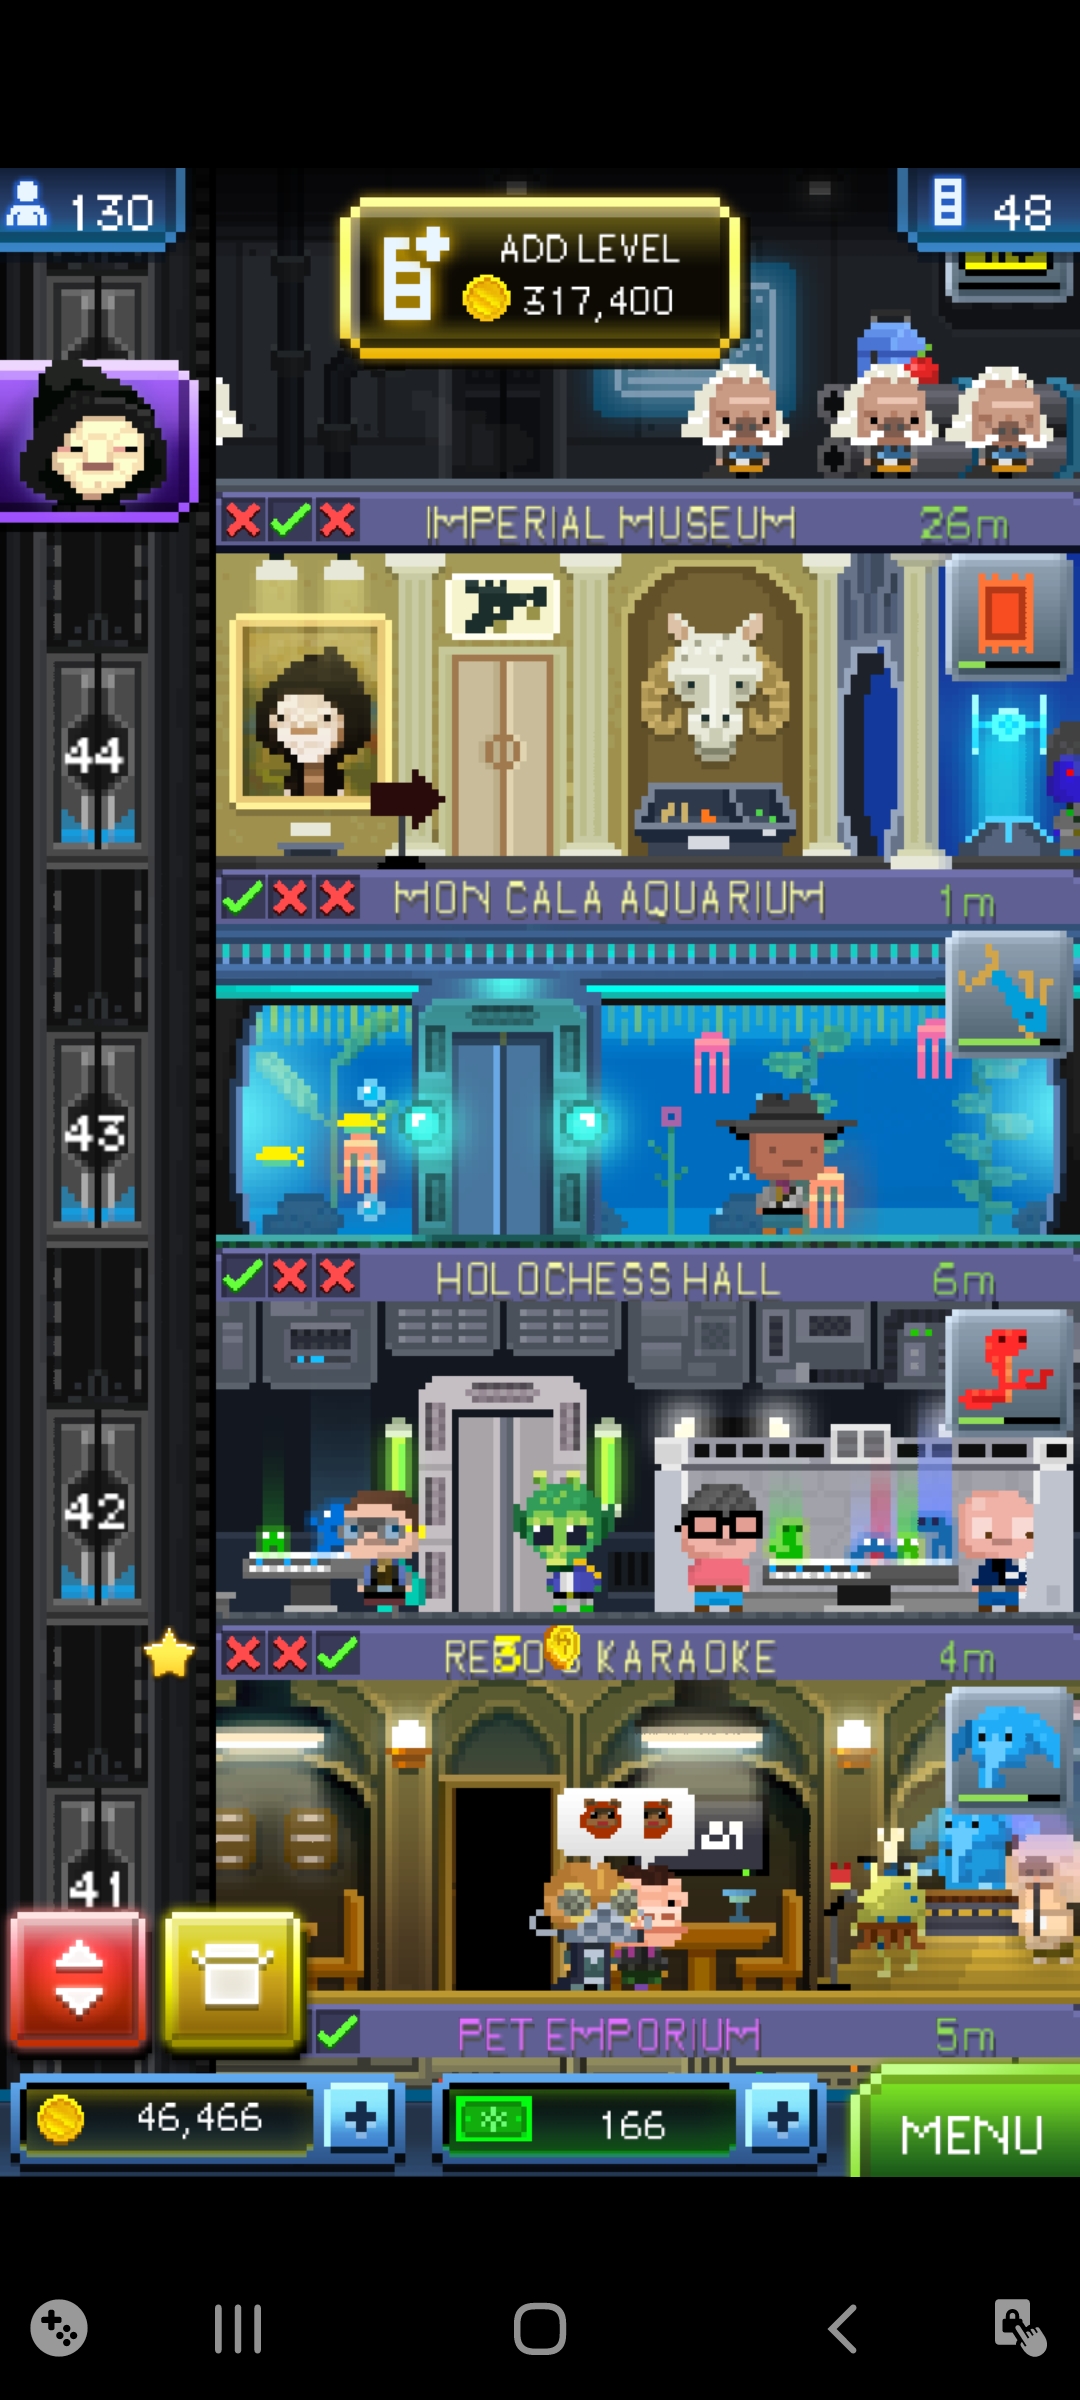 130
48
ADD LEVEL
317,400
IMPERIAL MUSEUM 26m
44
MON CALA AQUARIUM 1m
43
HOLOCHESS HALL 6m
42
KARAOKE 4m
3
41
PET EMPORIUM 5m
46,466
166
MENU